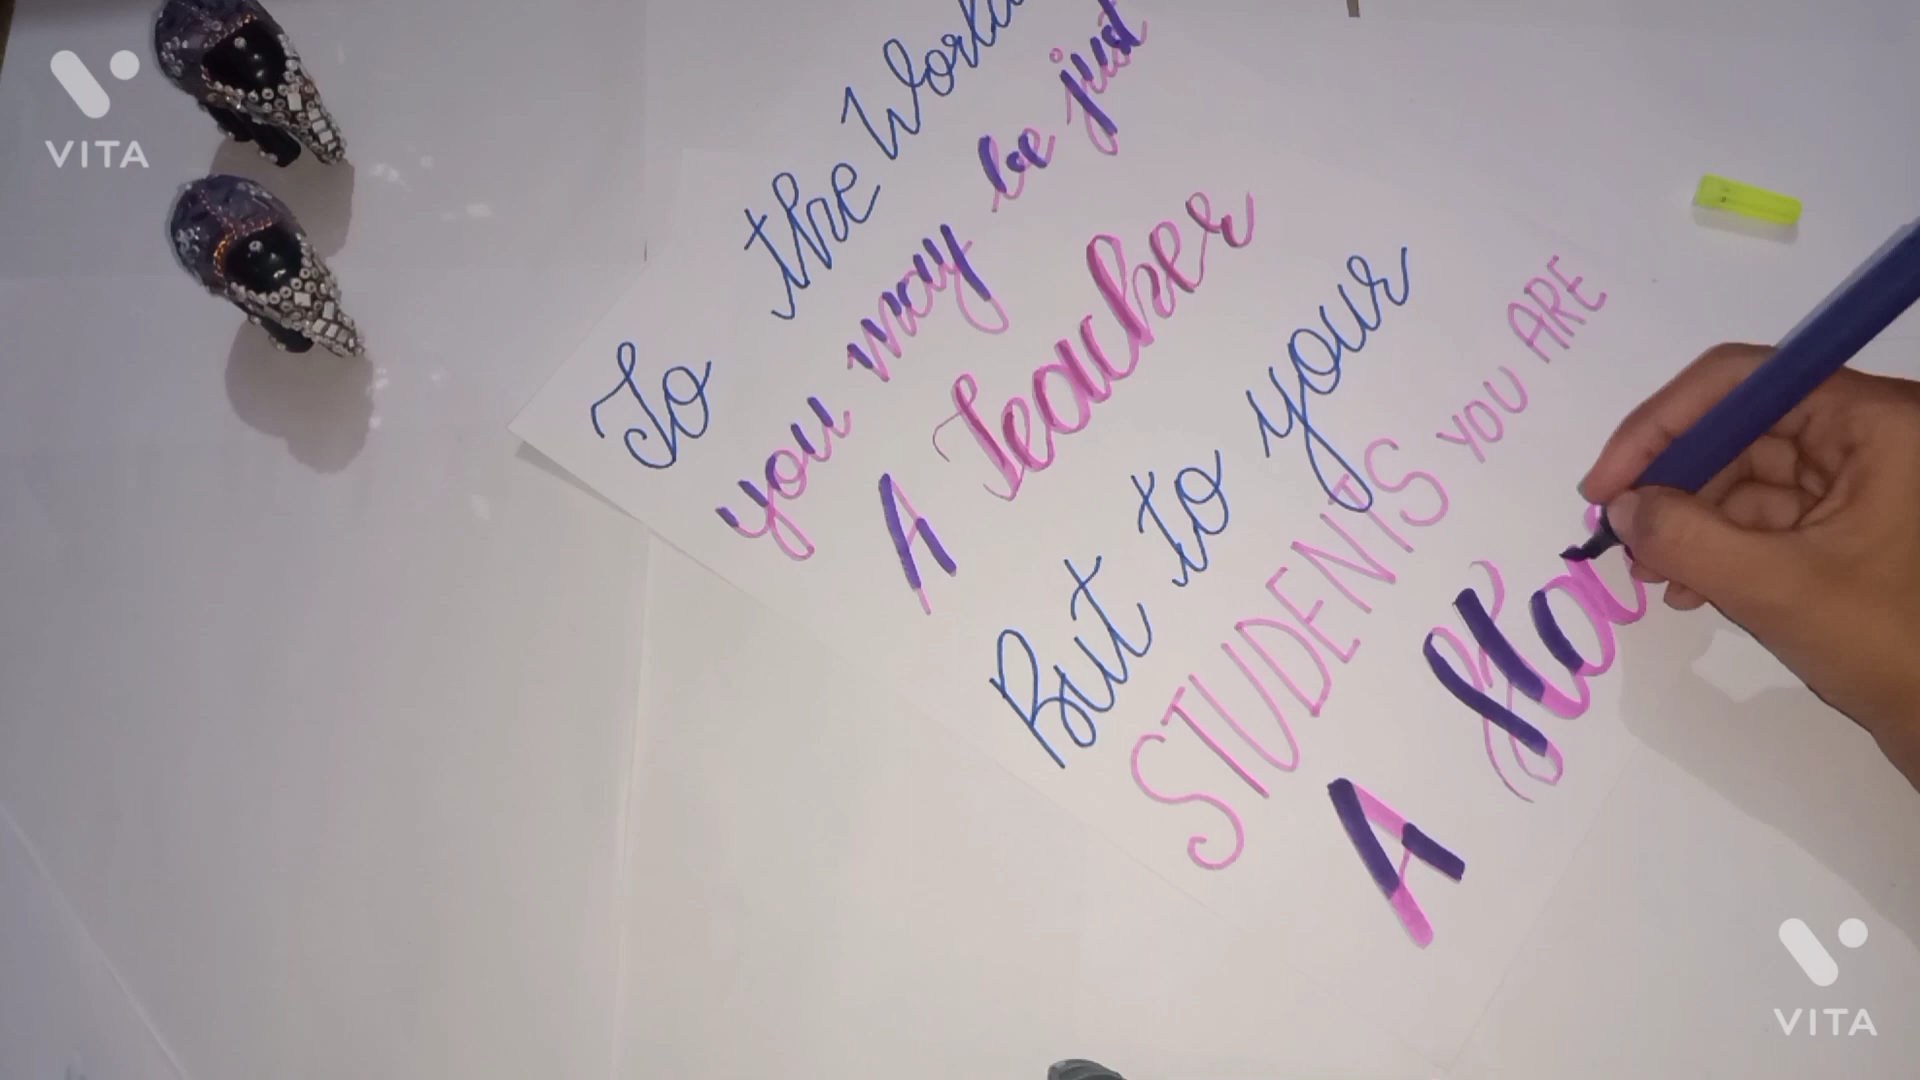 VITA
To the World
you may be just
A Teacher
But to your
STUDENTS YOU ARE
A
VITA